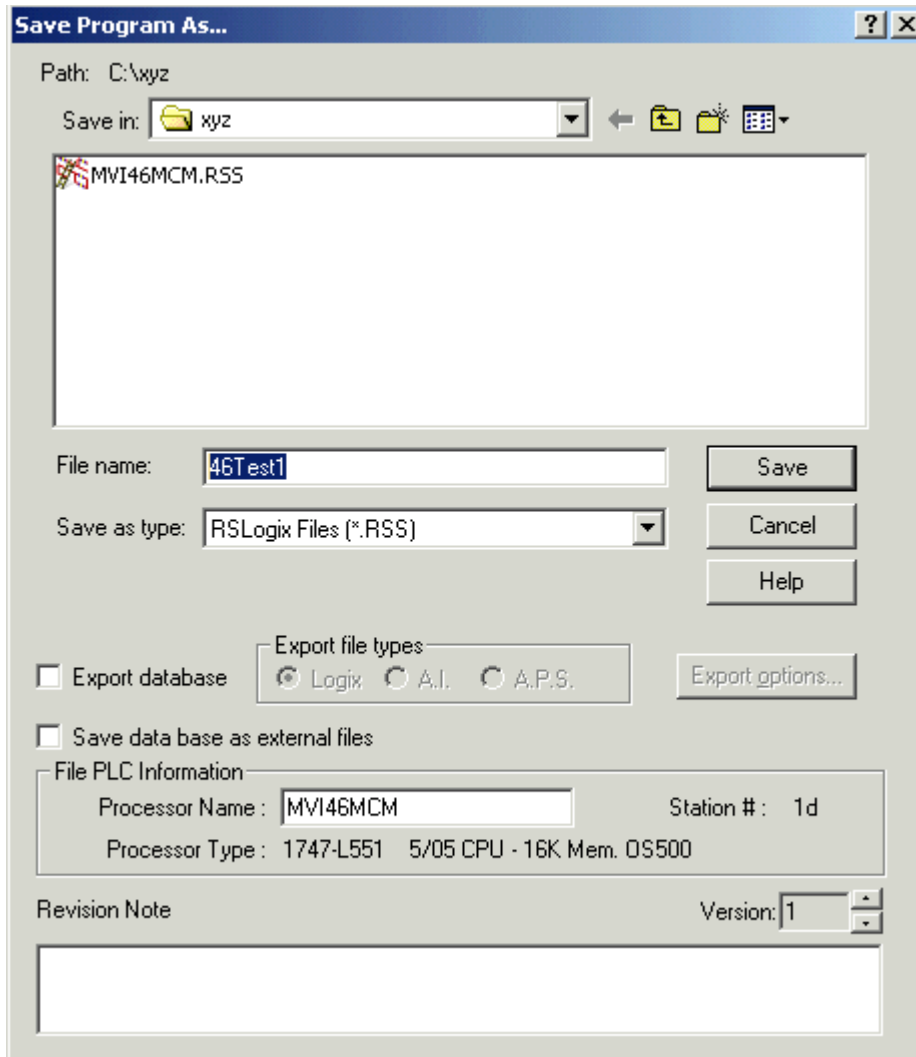 Save Program As...
Path: C:\xyz
Save in: xyz
MVI46MCM.RSS
File name: 46Test1 Save
Save as type: RSLogix Files (*.RSS) Cancel
Help
Export file types
Export database Logix A.I. A.P.S. Export options...
Save data base as external files
File PLC Information
Processor Name : MVI46MCM Station # : 1d
Processor Type : 1747-L551 5/05 CPU - 16K Mem. OS500
Revision Note Version: 1